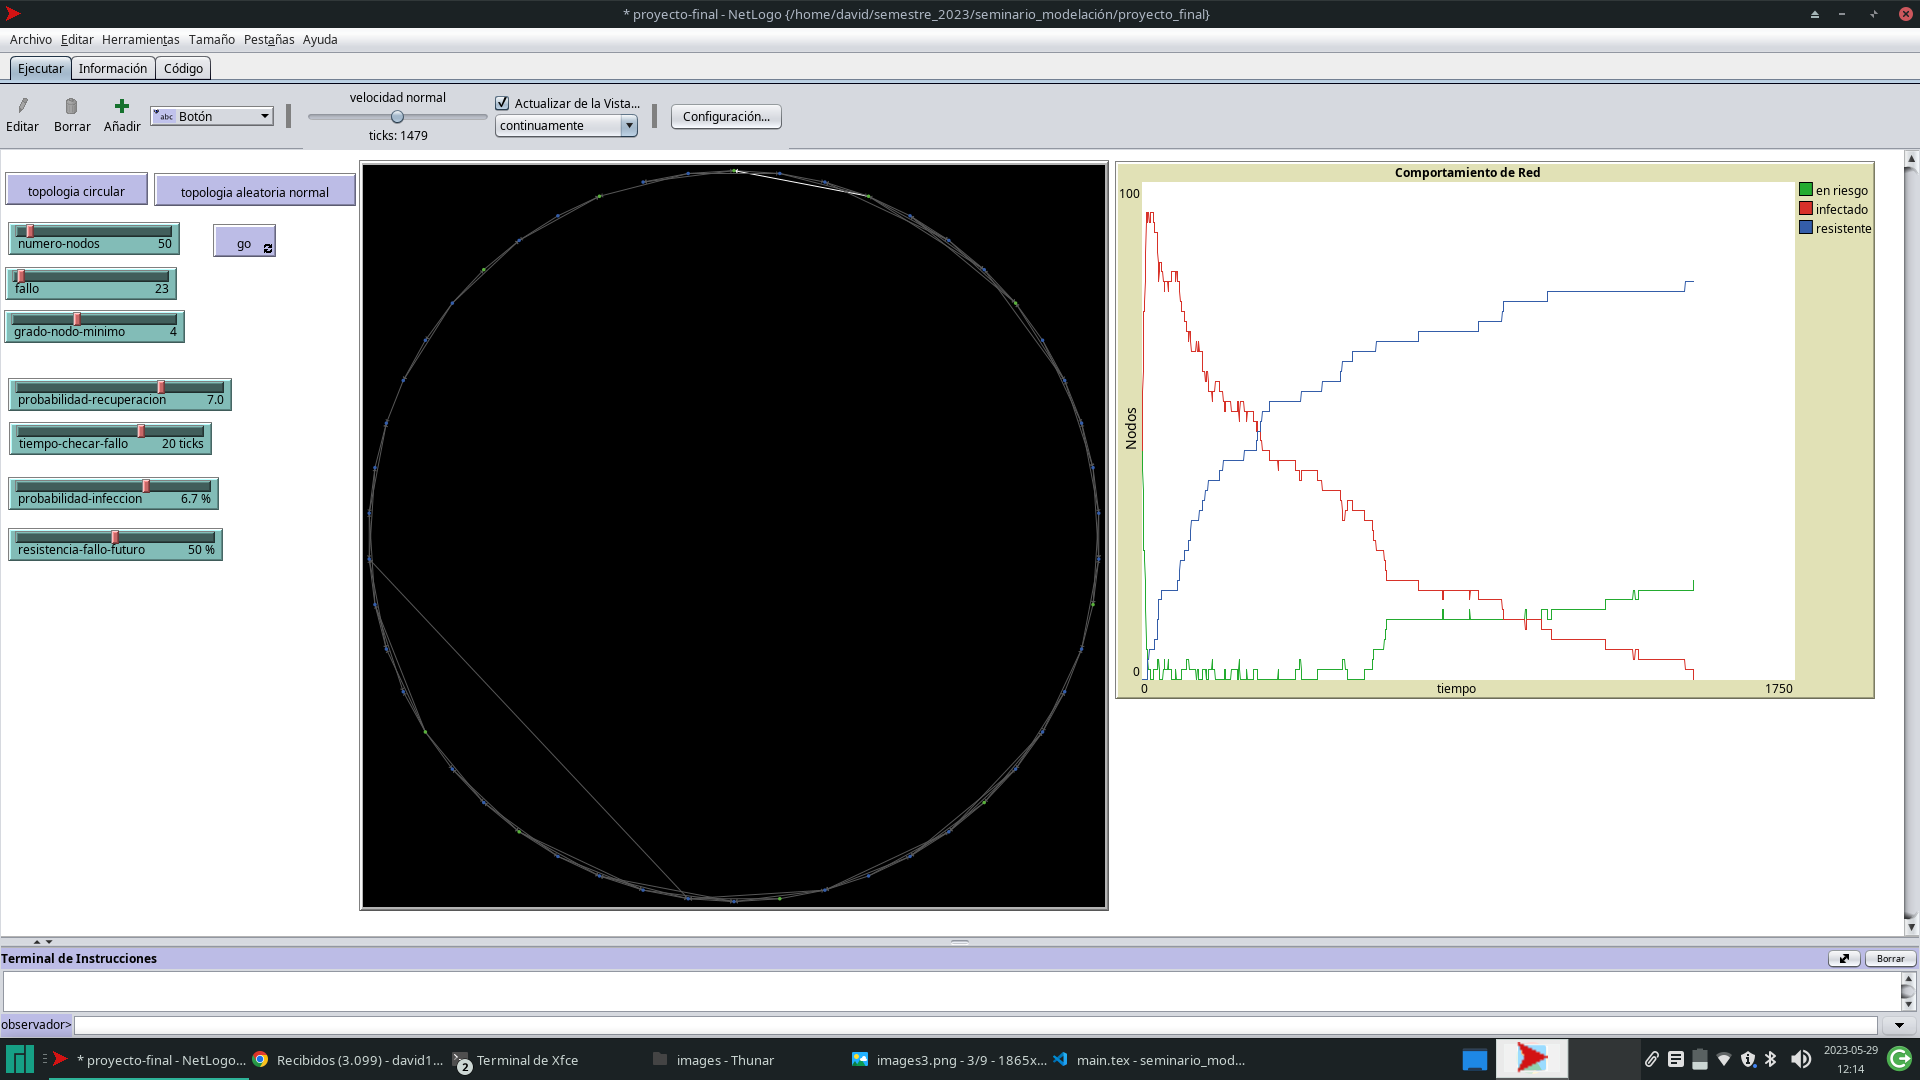 * proyecto-final - NetLogo {/home/david/semestre_2023/seminario_modelación/proyecto_final}
Archivo Editar Herramientas Tamaño Pestañas Ayuda
Ejecutar Información Código
Editar Borrar Añadir
abc Botón
velocidad normal
ticks: 1479
Actualizar de la Vista...
continuamente
Configuración...
topologia circular
topologia aleatoria normal
numero-nodos 50
go
fallo 23
grado-nodo-minimo 4
probabilidad-recuperacion 7.0
tiempo-checar-fallo 20 ticks
probabilidad-infeccion 6.7 %
resistencia-fallo-futuro 50 %
Comportamiento de Red
100
Nodos
0
0 tiempo 1750
en riesgo
infectado
resistente
Terminal de Instrucciones
Borrar
observador>
* proyecto-final - NetLogo...
Recibidos (3.099) - david1...
2
Terminal de Xfce
images - Thunar
images3.png - 3/9 - 1865x...
main.tex - seminario_mod...
2023-05-29
12:14